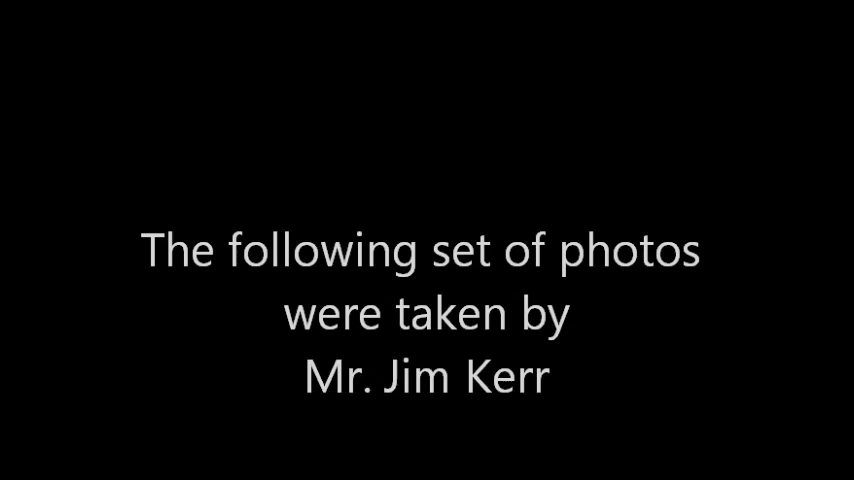 The following set of photos
were taken by
Mr. Jim Kerr